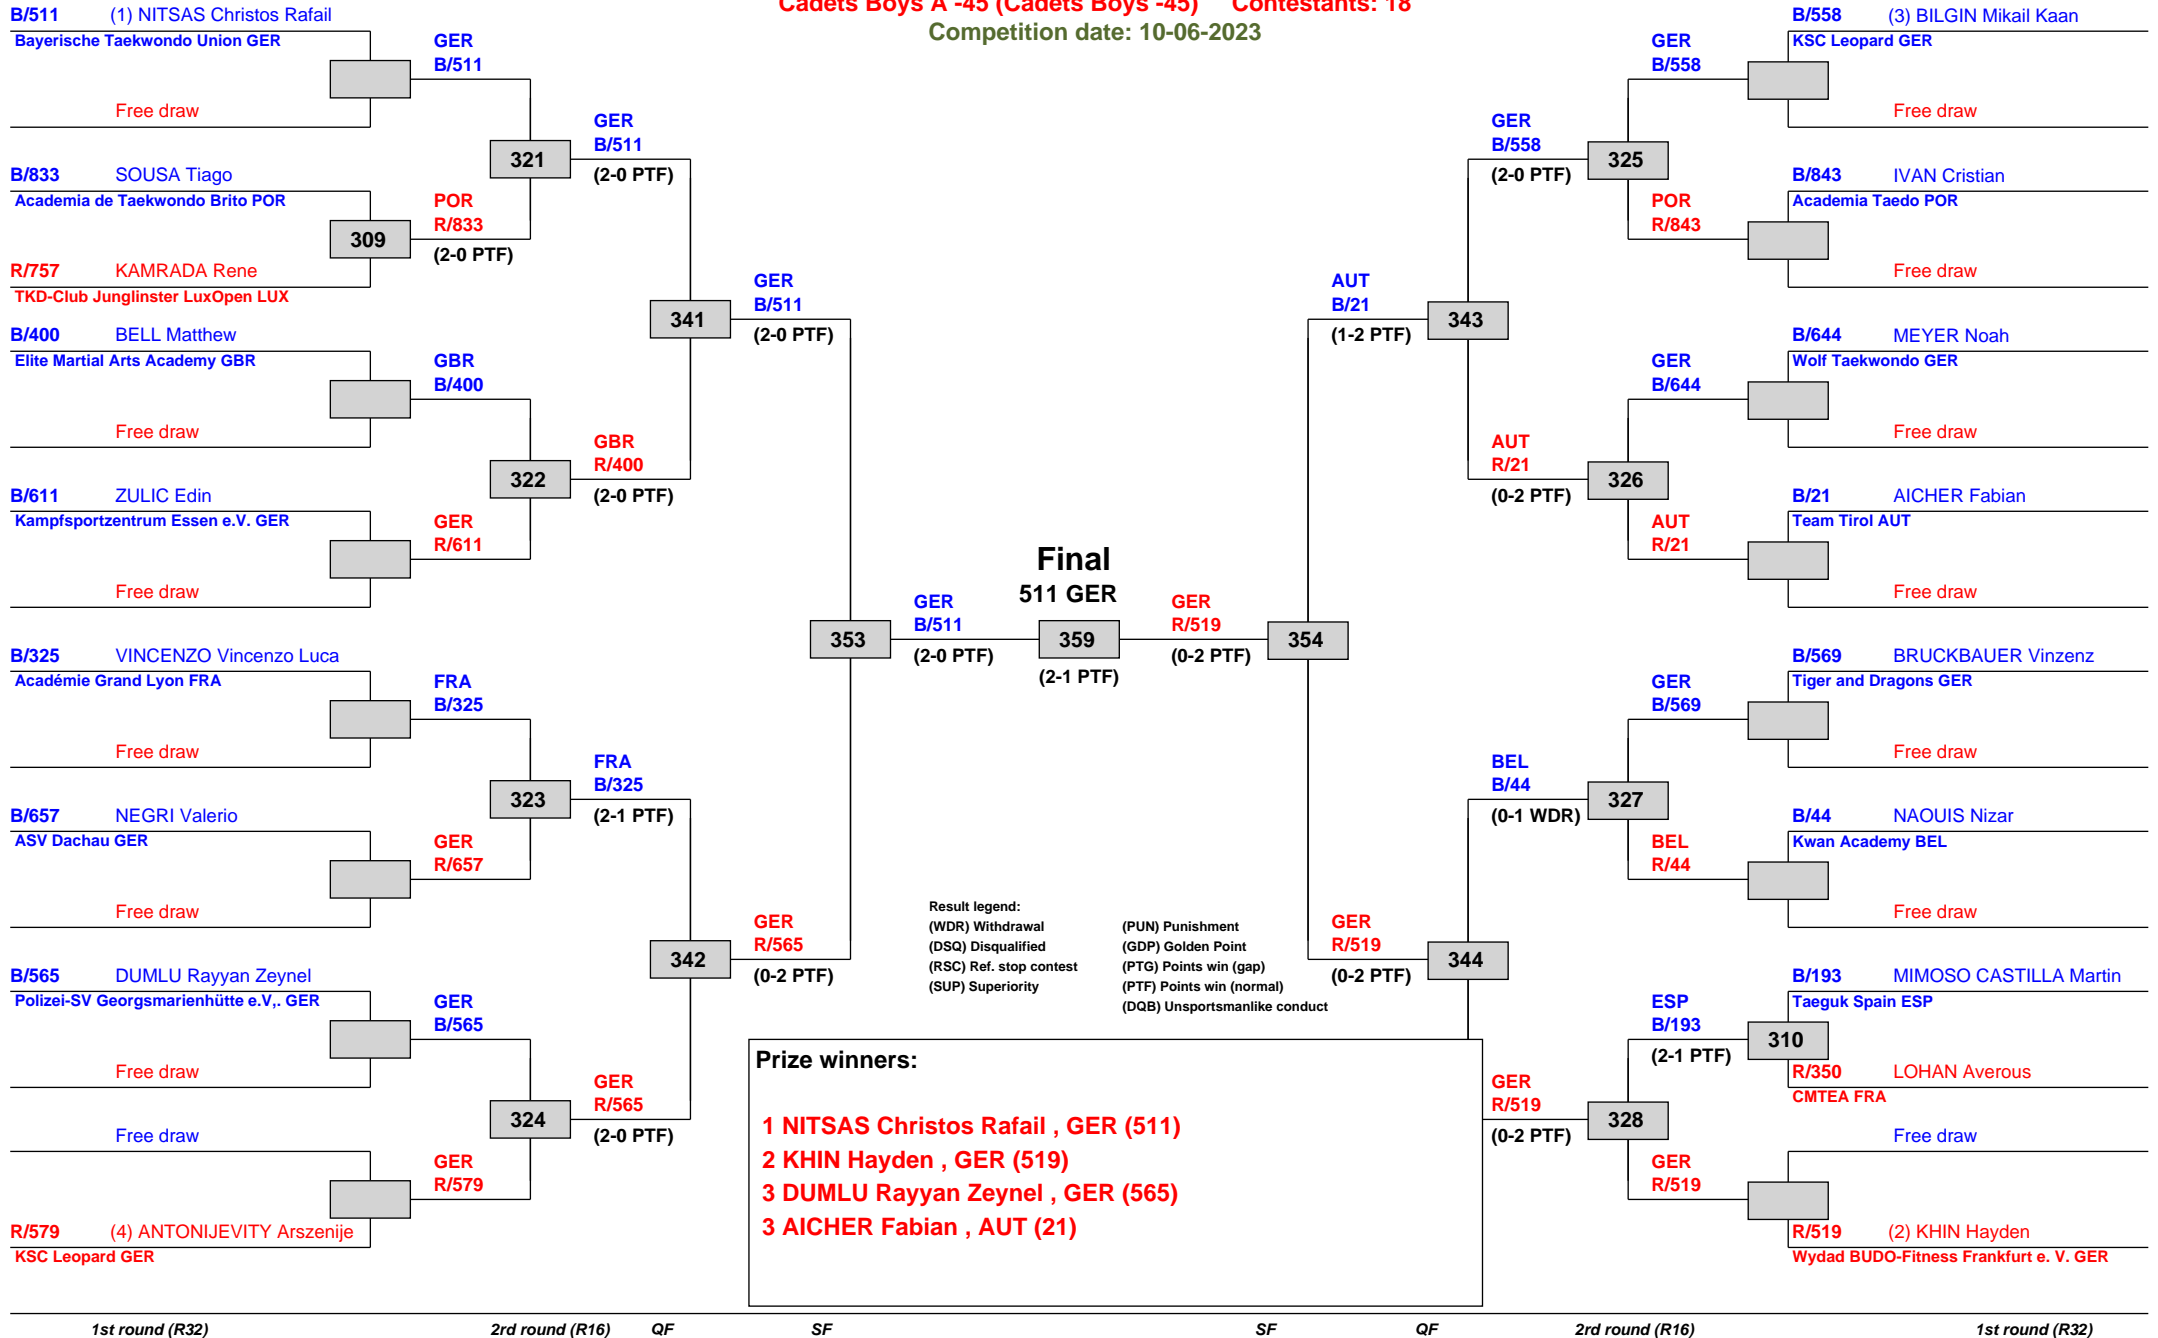 Cadets Boys A -45 (Cadets Boys -45) Contestants: 18
Competition date: 10-06-2023
B/511 (1) NITSAS Christos Rafail
Bayerische Taekwondo Union GER
Free draw
B/833 SOUSA Tiago
Academia de Taekwondo Brito POR
309
R/757 KAMRADA Rene
TKD-Club Junglinster LuxOpen LUX
B/400 BELL Matthew
Elite Martial Arts Academy GBR
Free draw
B/611 ZULIC Edin
Kampfsportzentrum Essen e.V. GER
Free draw
B/325 VINCENZO Vincenzo Luca
Académie Grand Lyon FRA
Free draw
B/657 NEGRI Valerio
ASV Dachau GER
Free draw
B/565 DUMLU Rayyan Zeynel
Polizei-SV Georgsmarienhütte e.V,. GER
Free draw
Free draw
R/579 (4) ANTONIJEVITY Arszenije
KSC Leopard GER
GER
B/511
321
POR
R/833
(2-0 PTF)
GBR
B/400
322
GER
R/611
FRA
B/325
323
GER
R/657
GER
B/565
324
GER
R/579
GER
B/511
(2-0 PTF)
341
GBR
R/400
(2-0 PTF)
FRA
B/325
(2-1 PTF)
342
GER
R/565
(2-0 PTF)
GER
B/511
(2-0 PTF)
353
GER
R/565
(0-2 PTF)
GER
B/511
(2-0 PTF)
Final
511 GER
359
(2-1 PTF)
GER
R/519
(0-2 PTF)
354
AUT
B/21
(1-2 PTF)
GER
R/519
(0-2 PTF)
343
344
GER
B/558
(2-0 PTF)
AUT
R/21
(0-2 PTF)
BEL
B/44
(0-1 WDR)
GER
R/519
(0-2 PTF)
325
326
327
328
GER
B/558
POR
R/843
GER
B/644
AUT
R/21
GER
B/569
BEL
R/44
ESP
B/193
(2-1 PTF)
GER
R/519
B/558 (3) BILGIN Mikail Kaan
KSC Leopard GER
Free draw
B/843 IVAN Cristian
Academia Taedo POR
Free draw
B/644 MEYER Noah
Wolf Taekwondo GER
Free draw
B/21 AICHER Fabian
Team Tirol AUT
Free draw
B/569 BRUCKBAUER Vinzenz
Tiger and Dragons GER
Free draw
B/44 NAOUIS Nizar
Kwan Academy BEL
Free draw
B/193 MIMOSO CASTILLA Martin
Taeguk Spain ESP
310
R/350 LOHAN Averous
CMTEA FRA
Free draw
R/519 (2) KHIN Hayden
Wydad BUDO-Fitness Frankfurt e. V. GER
Result legend:
(WDR) Withdrawal
(DSQ) Disqualified
(RSC) Ref. stop contest
(SUP) Superiority
(PUN) Punishment
(GDP) Golden Point
(PTG) Points win (gap)
(PTF) Points win (normal)
(DQB) Unsportsmanlike conduct
Prize winners:
1 NITSAS Christos Rafail , GER (511)
2 KHIN Hayden , GER (519)
3 DUMLU Rayyan Zeynel , GER (565)
3 AICHER Fabian , AUT (21)
1st round (R32) 2rd round (R16) QF SF SF QF 2rd round (R16) 1st round (R32)